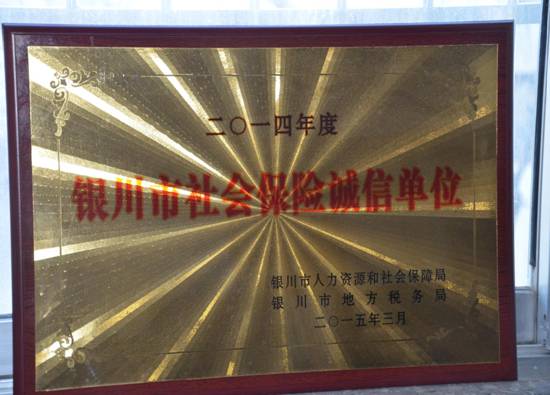 二〇一四年度
银川市社会保险诚信单位
银川市人力资源和社会保障局
银川市地方税务局
二〇一五年三月